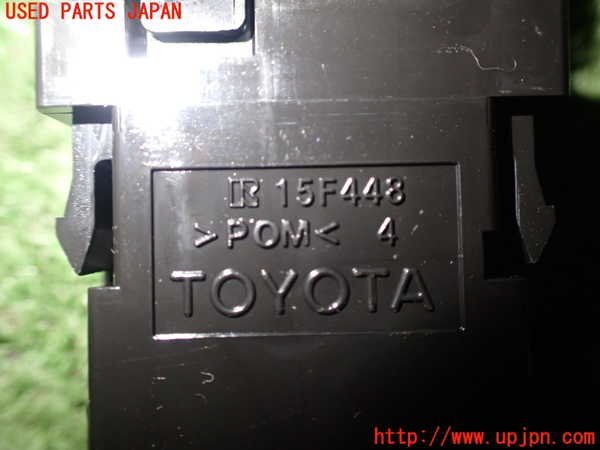 USED PARTS JAPAN
R 15F448
>POM< 4
TOYOTA
http://www.upjpn.com/